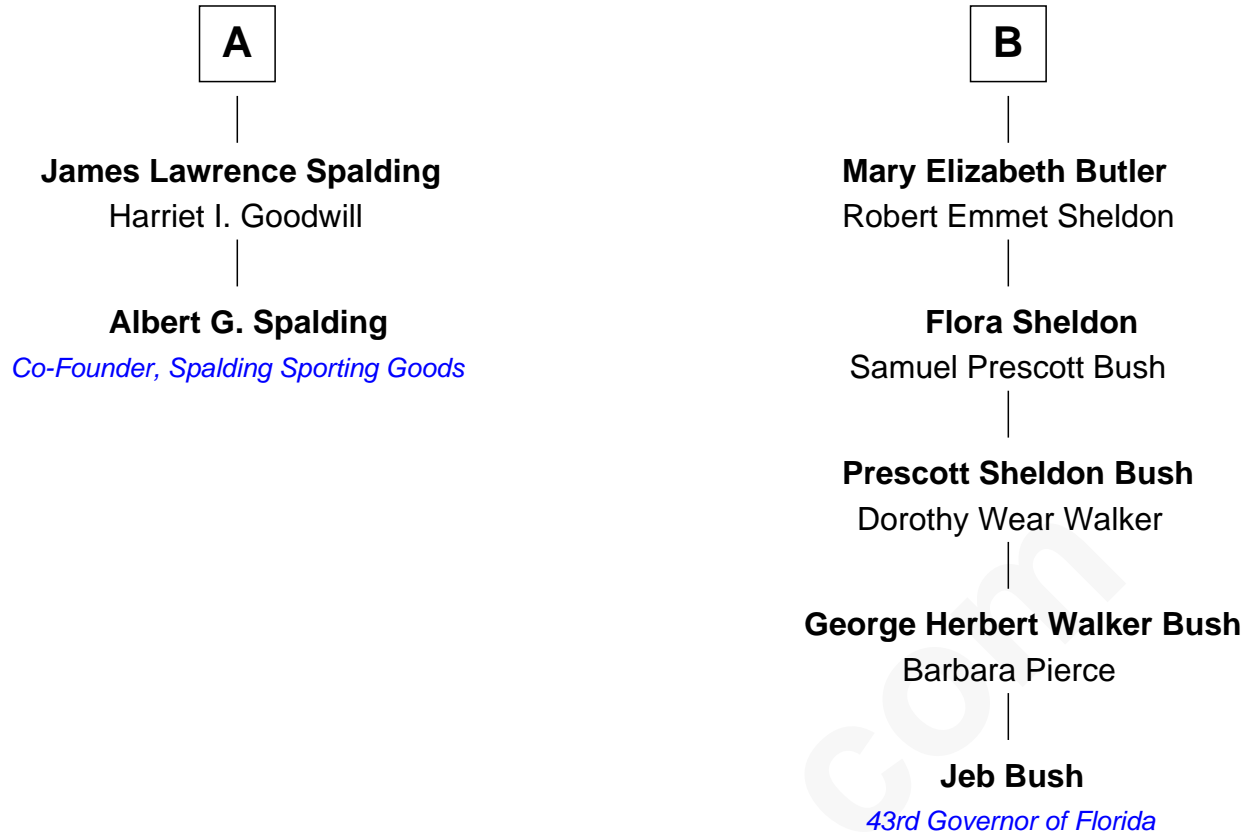 A
James Lawrence Spalding
Harriet I. Goodwill
Albert G. Spalding
Co-Founder, Spalding Sporting Goods
B
Mary Elizabeth Butler
Robert Emmet Sheldon
Flora Sheldon
Samuel Prescott Bush
Prescott Sheldon Bush
Dorothy Wear Walker
George Herbert Walker Bush
Barbara Pierce
Jeb Bush
43rd Governor of Florida
com